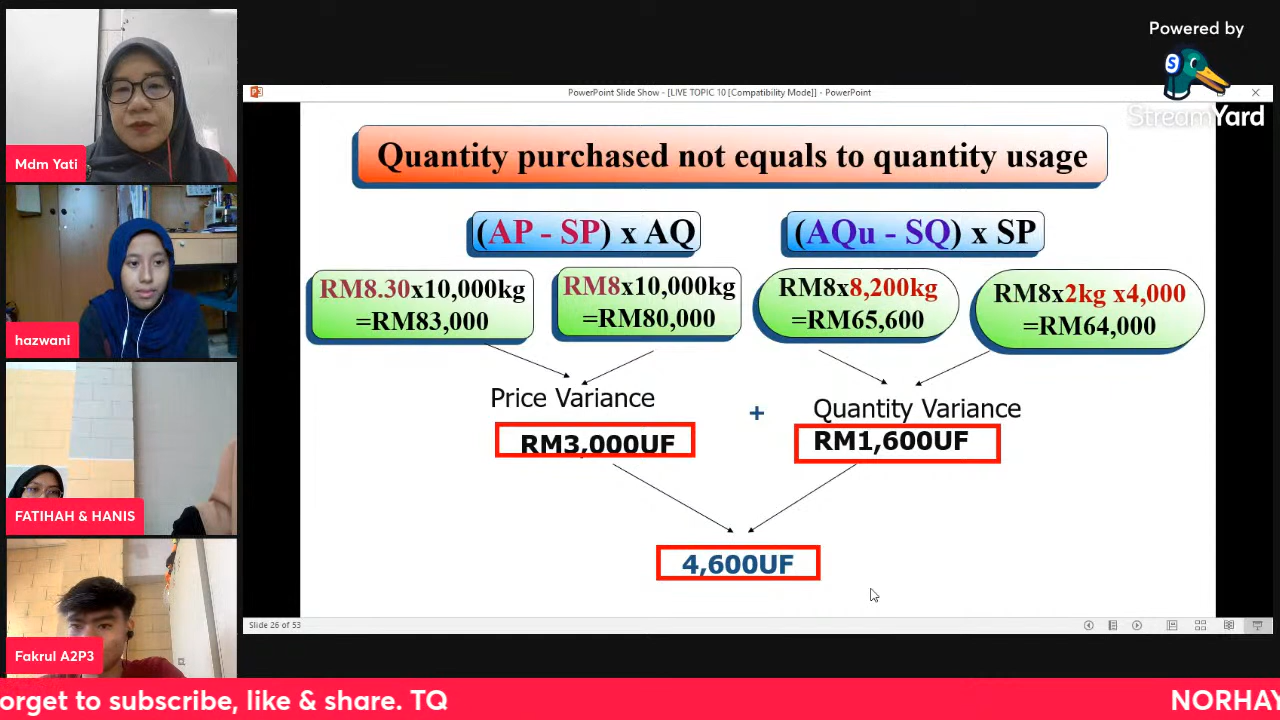 Powered by
StreamYard
PowerPoint Slide Show - [LIVE TOPIC 10 [Compatibility Mode]] - PowerPoint
Mdm Yati
hazwani
FATIHAH & HANIS
Fakrul A2P3
Quantity purchased not equals to quantity usage
(AP - SP) x AQ
(AQu - SQ) x SP
RM8.30x10,000kg
=RM83,000
RM8x10,000kg
=RM80,000
RM8x8,200kg
=RM65,600
RM8x2kg x4,000
=RM64,000
Price Variance
+
Quantity Variance
RM3,000UF
RM1,600UF
4,600UF
Slide 26 of 53
orget to subscribe, like & share. TQ
NORHAY